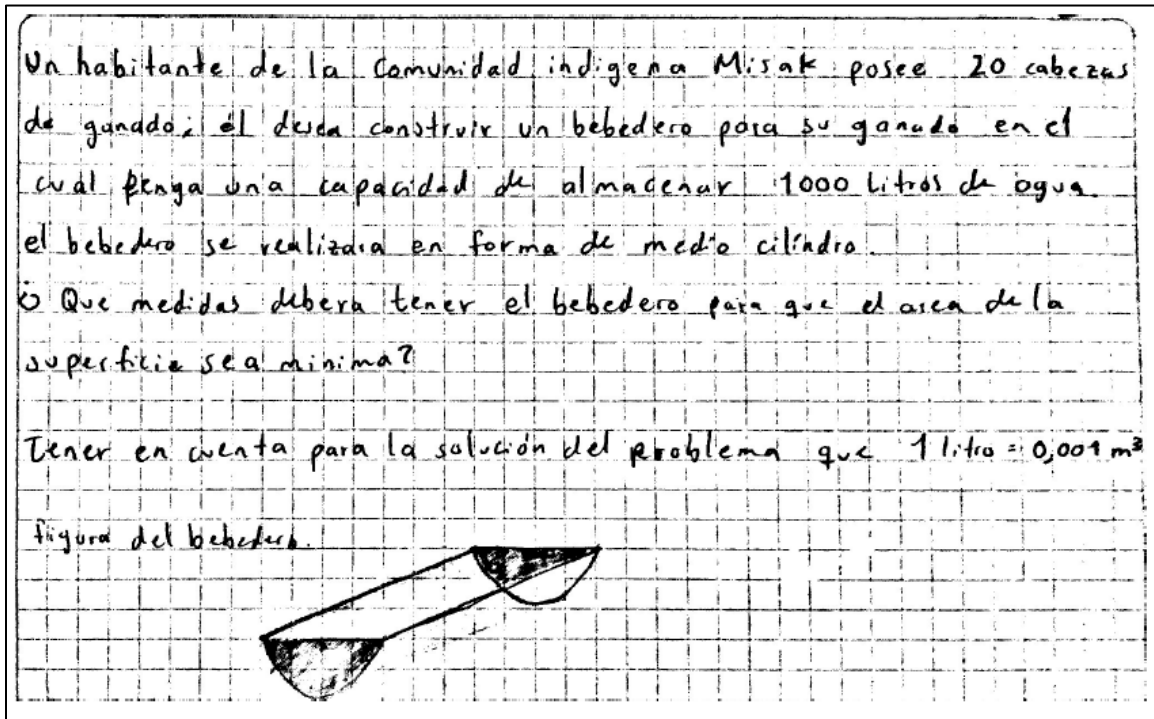 Un habitante de la Comunidad indigena Misak posee 20 cabezas
de ganado, el desea construir un bebedero para su ganado en el
cual tenga una capacidad de almacenar 1000 Litros de agua.
el bebedero se realizara en forma de medio cilindro.
¿ Que medidas debera tener el bebedero para que el area de la
superficie sea minima?
Tener en cuenta para la solución del problema que 1 litro = 0,001 m³
figura del bebedero.